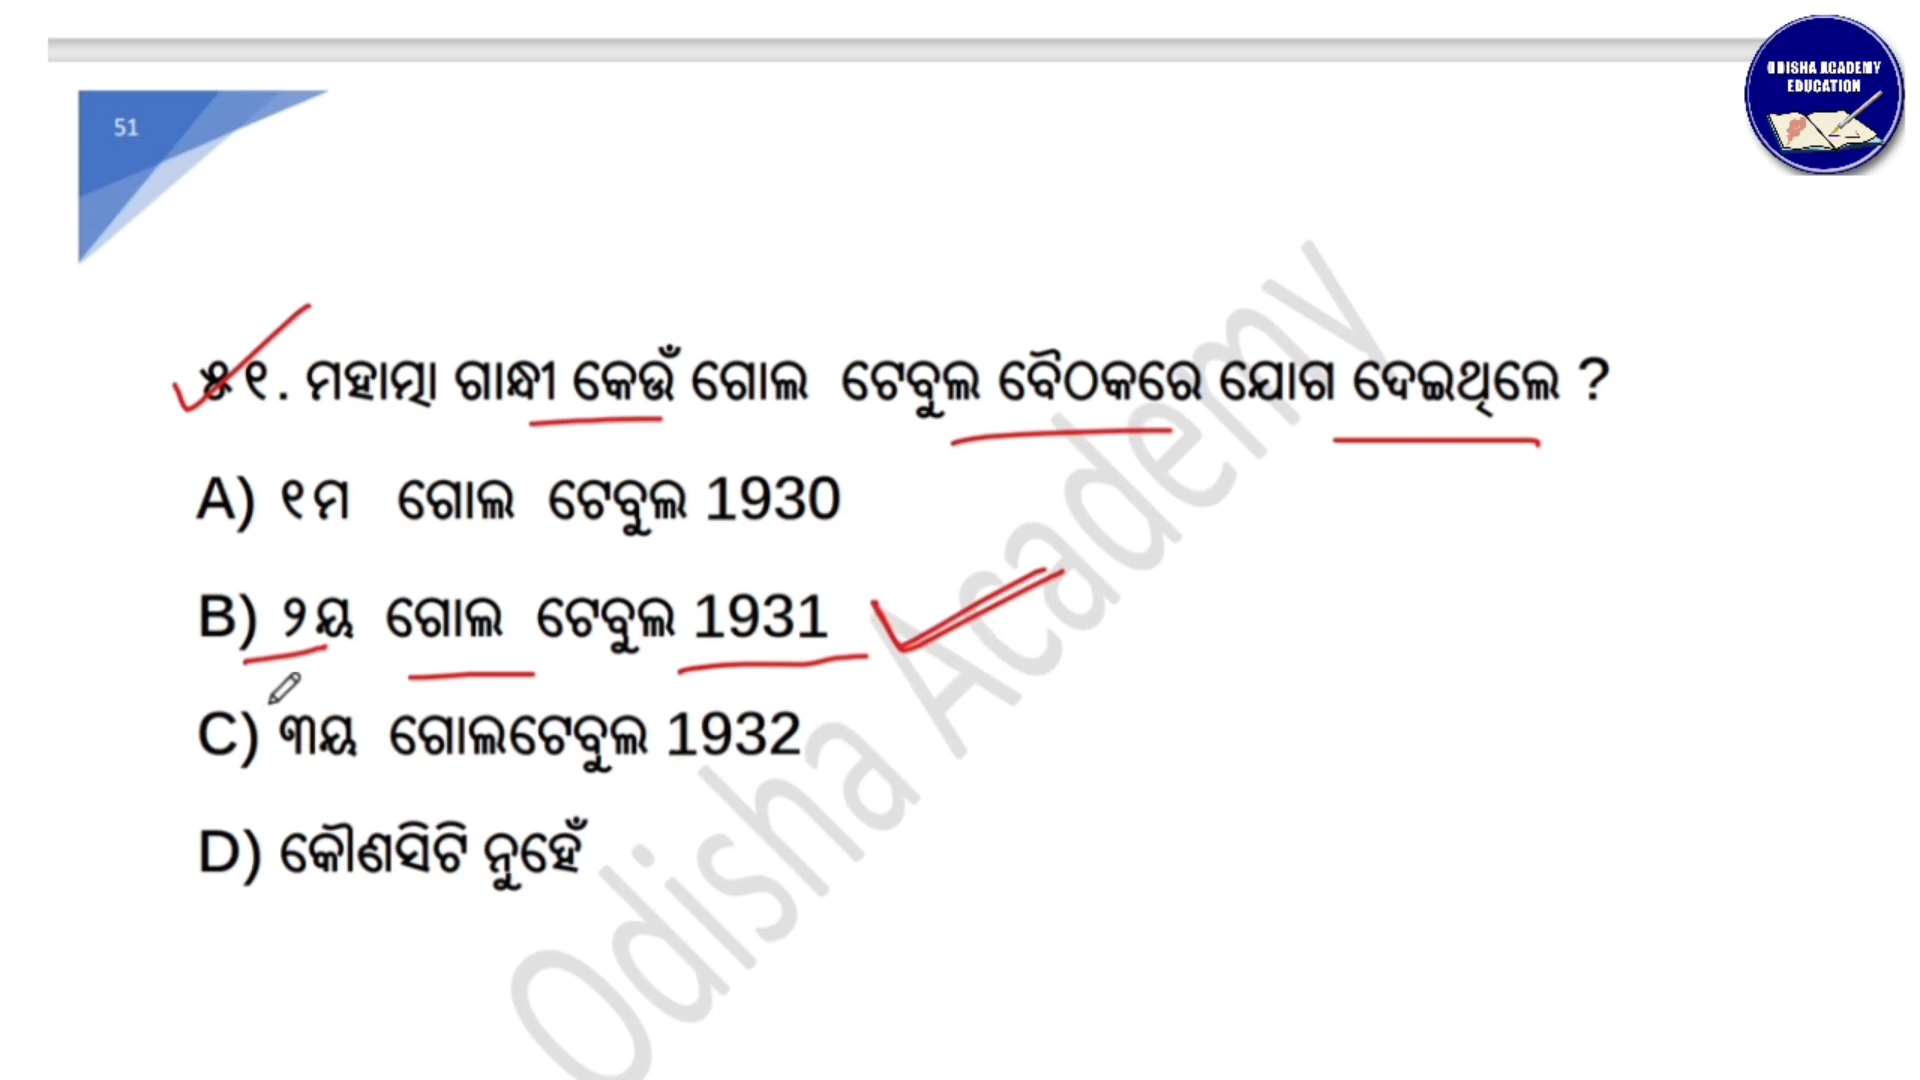 ODISHA ACADEMY
EDUCATION
51
୫୧. ମହାତ୍ମା ଗାନ୍ଧୀ କେଉଁ ଗୋଲ ଟେବୁଲ ବୈଠକରେ ଯୋଗ ଦେଇଥିଲେ ?
A) ୧ମ ଗୋଲ ଟେବୁଲ 1930
B) ୨ୟ ଗୋଲ ଟେବୁଲ 1931
C) ୩ୟ ଗୋଲଟେବୁଲ 1932
D) କୌଣସିଟି ନୁହେଁ
Odisha Academy